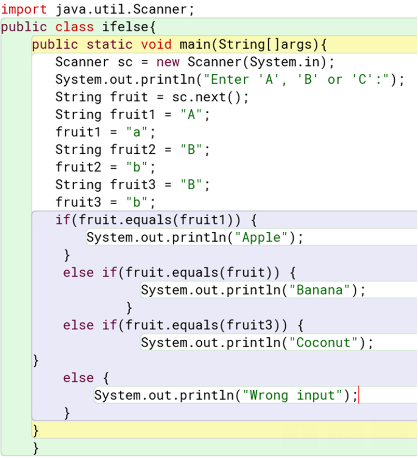 import java.util.Scanner;
public class ifelse{
public static void main(String[]args){
Scanner sc = new Scanner(System.in);
System.out.println("Enter 'A', 'B' or 'C':");
String fruit = sc.next();
String fruit1 = "A";
fruit1 = "a";
String fruit2 = "B";
fruit2 = "b";
String fruit3 = "B";
fruit3 = "b";
if(fruit.equals(fruit1)) {
System.out.println("Apple");
}
else if(fruit.equals(fruit)) {
System.out.println("Banana");
}
else if(fruit.equals(fruit3)) {
System.out.println("Coconut");
}
else {
System.out.println("Wrong input");
}
}
}